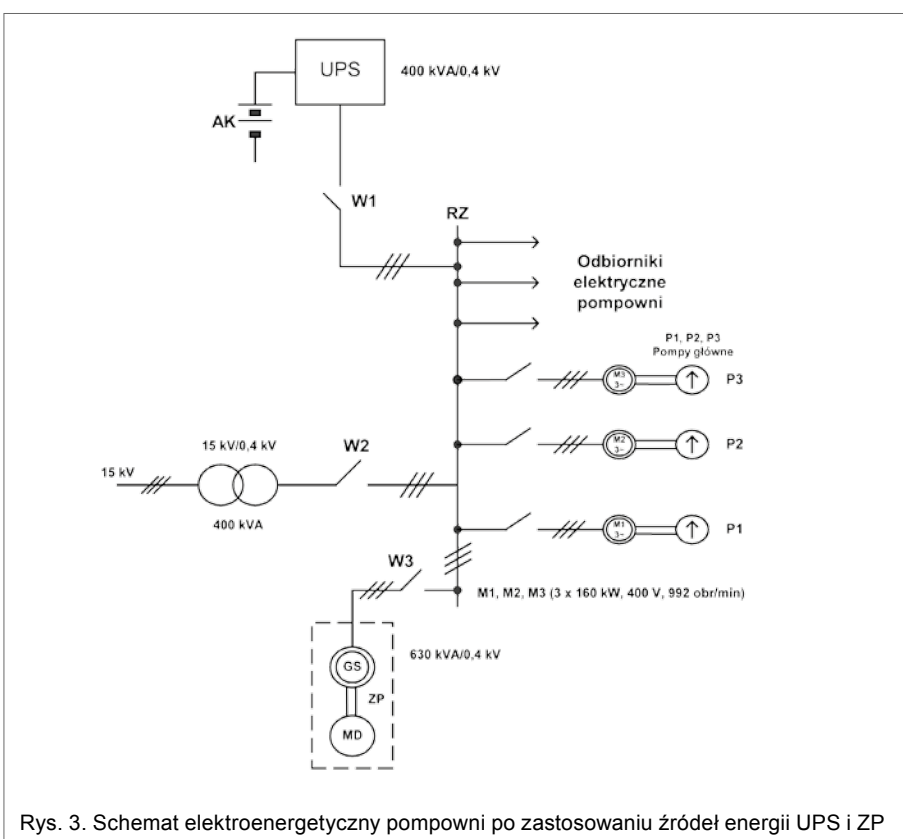 UPS
400 kVA/0,4 kV
AK
W1
RZ
Odbiorniki
elektryczne
pompowni
P1, P2, P3
Pompy główne
M3
3~
P3
15 kV/0,4 kV
W2
M2
3~
P2
15 kV
400 kVA
M1
3~
P1
W3
M1, M2, M3 (3 x 160 kW, 400 V, 992 obr/min)
630 kVA/0,4 kV
GS
ZP
MD
Rys. 3. Schemat elektroenergetyczny pompowni po zastosowaniu źródeł energii UPS i ZP